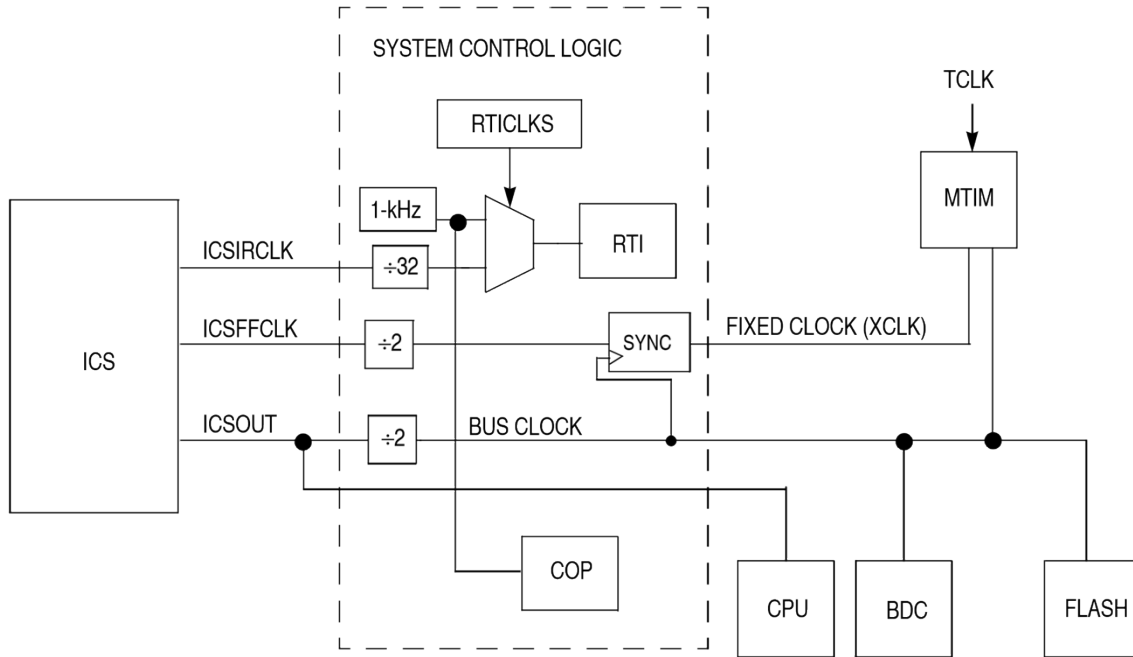 SYSTEM CONTROL LOGIC
TCLK
RTICLKS
MTIM
1-kHz
RTI
ICSIRCLK
÷32
ICSFFCLK
÷2
SYNC
FIXED CLOCK (XCLK)
ICS
ICSOUT
÷2
BUS CLOCK
COP
CPU
BDC
FLASH